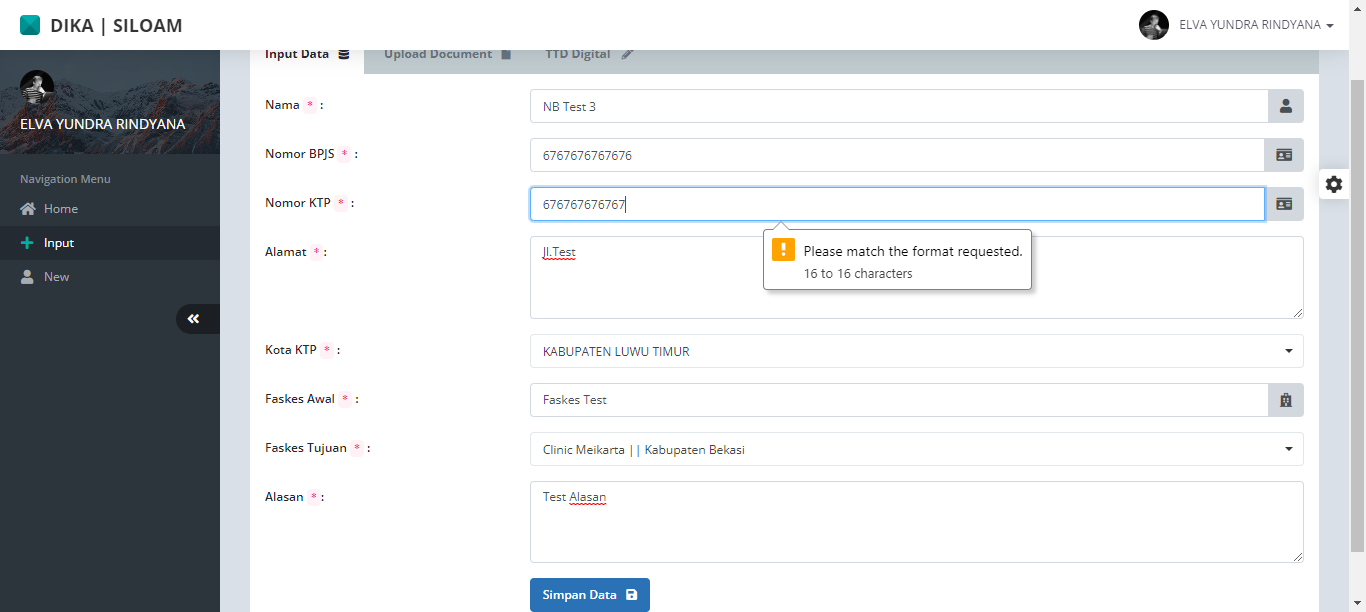 DIKA | SILOAM
ELVA YUNDRA RINDYANA
Input Data
Upload Document
TTD Digital
ELVA YUNDRA RINDYANA
Navigation Menu
Home
Input
New
Nama * :
NB Test 3
Nomor BPJS * :
6767676767676
Nomor KTP * :
676767676767
Please match the format requested.
16 to 16 characters
Alamat * :
Jl.Test
Kota KTP * :
KABUPATEN LUWU TIMUR
Faskes Awal * :
Faskes Test
Faskes Tujuan * :
Clinic Meikarta || Kabupaten Bekasi
Alasan * :
Test Alasan
Simpan Data